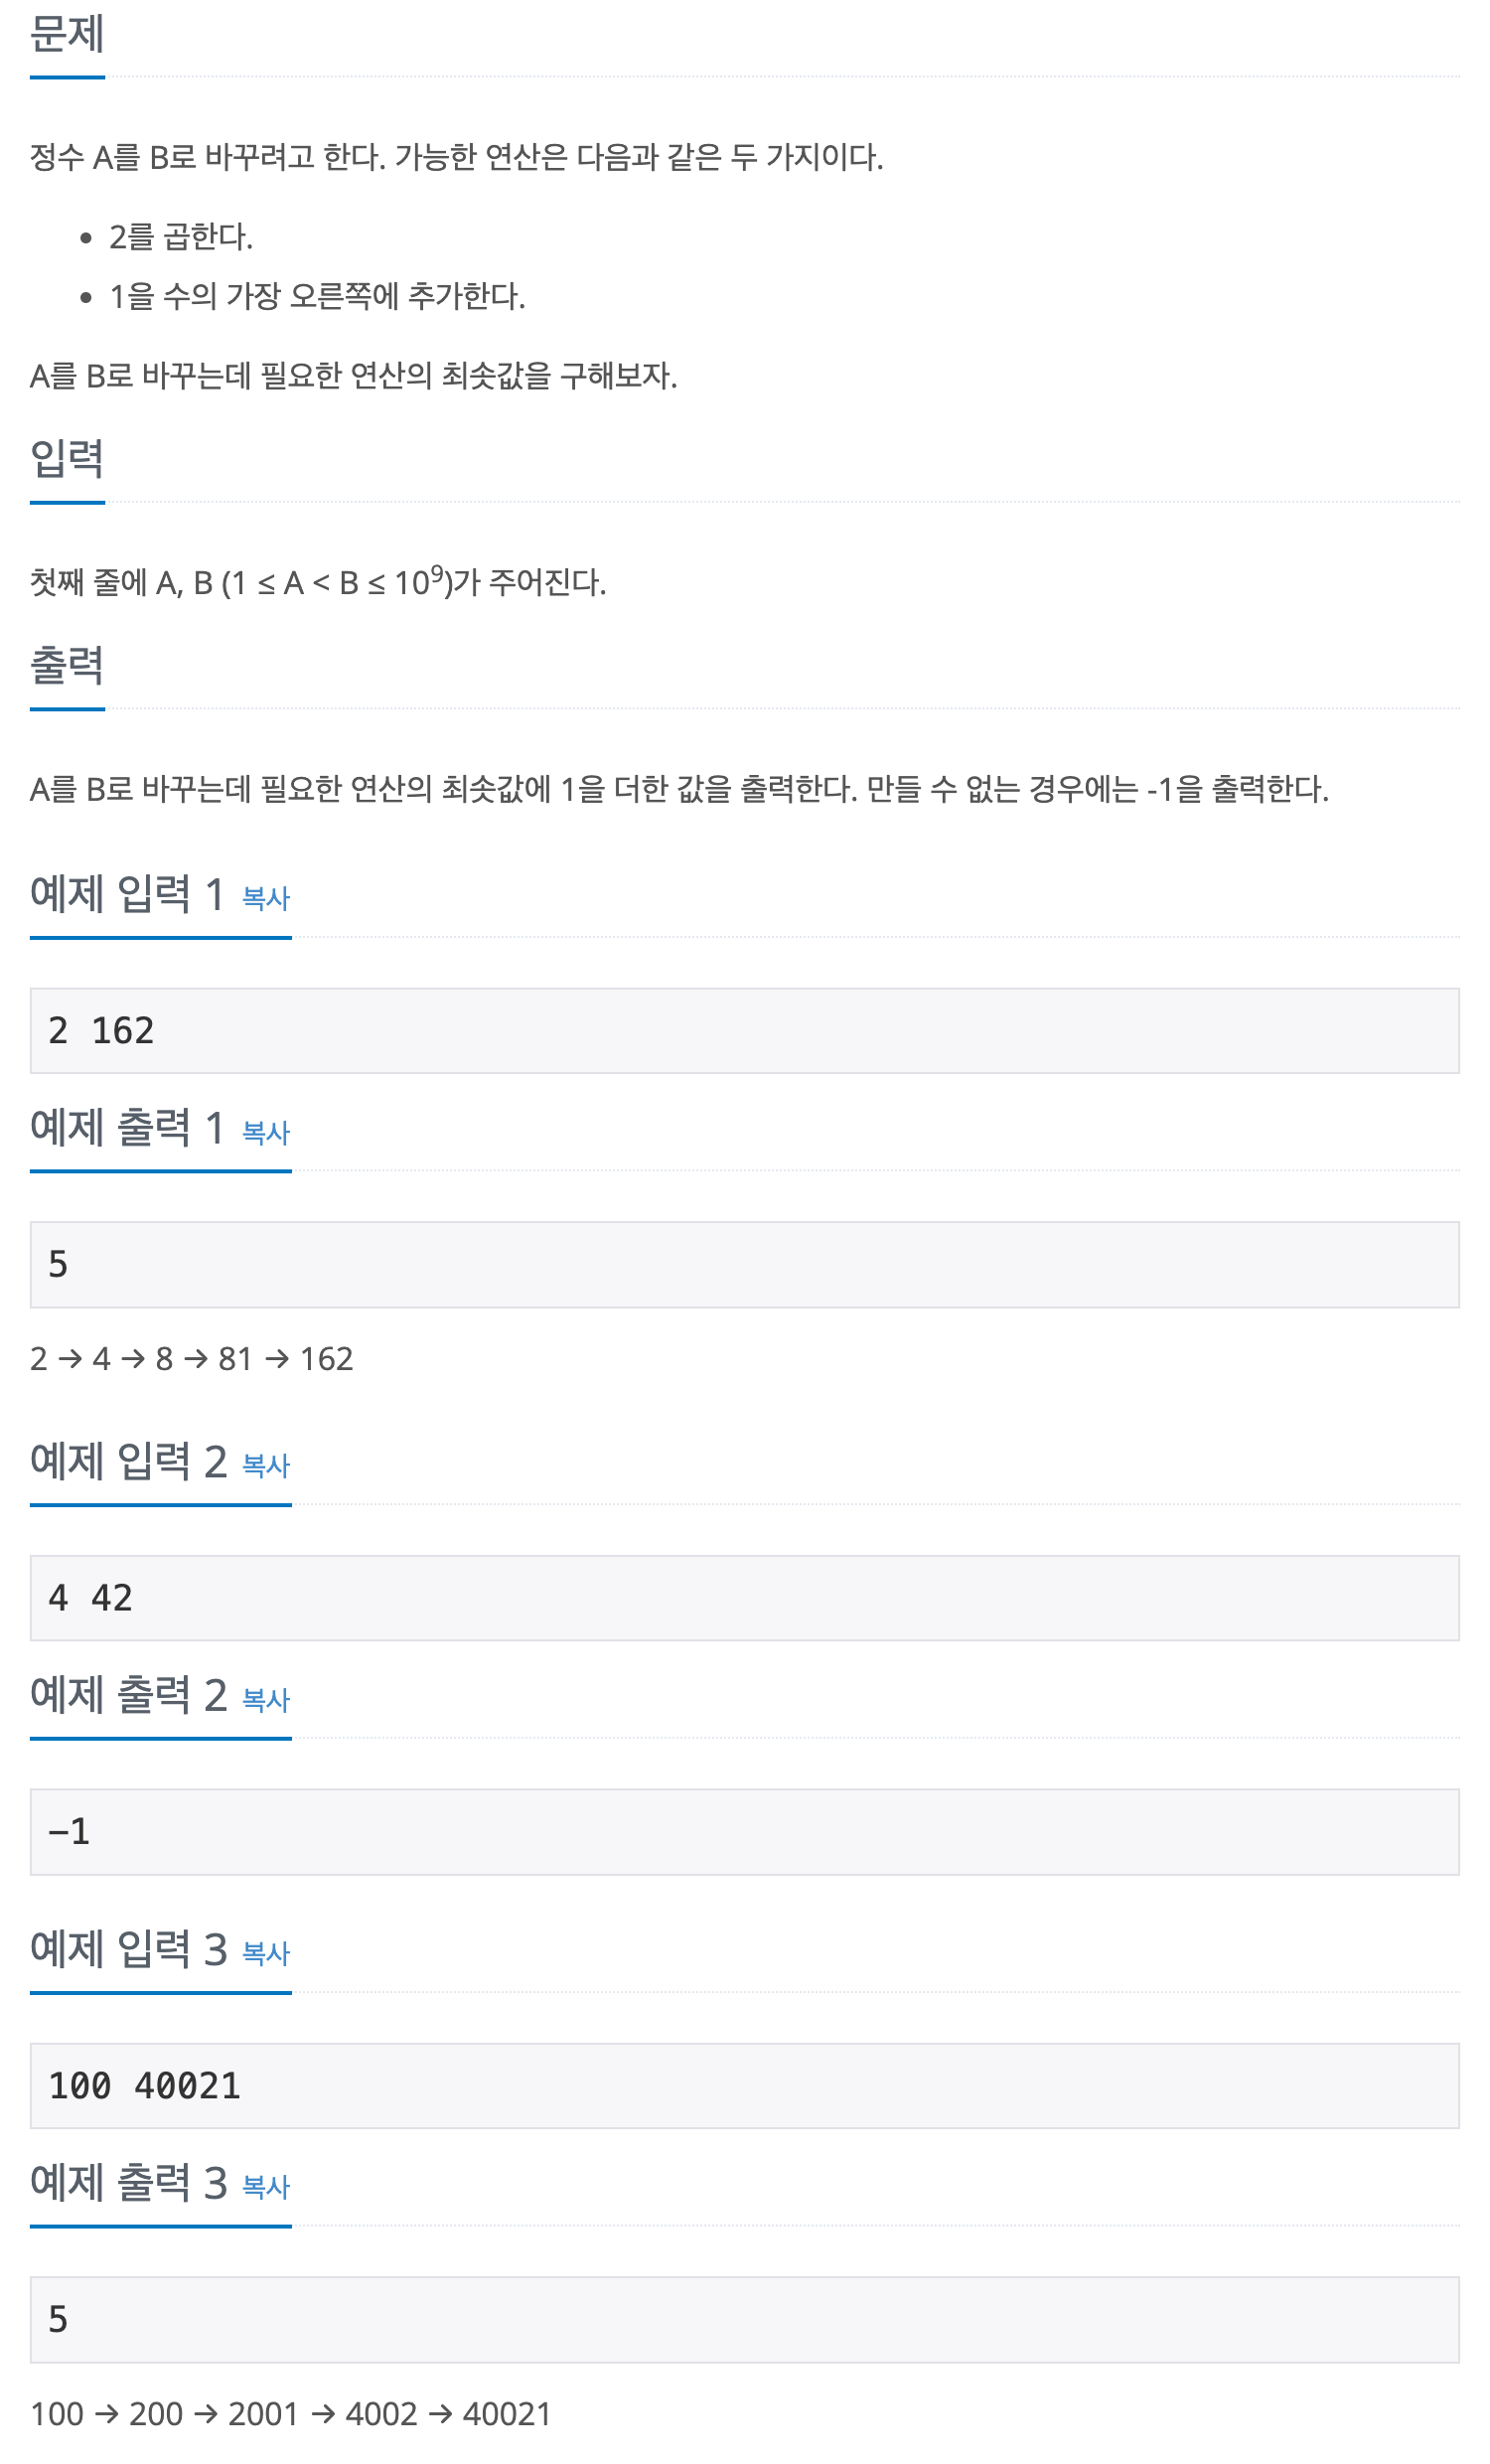 문제
정수 A를 B로 바꾸려고 한다. 가능한 연산은 다음과 같은 두 가지이다.
• 2를 곱한다.
• 1을 수의 가장 오른쪽에 추가한다.
A를 B로 바꾸는데 필요한 연산의 최솟값을 구해보자.
입력
첫째 줄에 A, B (1 ≤ A < B ≤ 10⁹)가 주어진다.
출력
A를 B로 바꾸는데 필요한 연산의 최솟값에 1을 더한 값을 출력한다. 만들 수 없는 경우에는 -1을 출력한다.
예제 입력 1 복사
2 162
예제 출력 1 복사
5
2 → 4 → 8 → 81 → 162
예제 입력 2 복사
4 42
예제 출력 2 복사
-1
예제 입력 3 복사
100 40021
예제 출력 3 복사
5
100 → 200 → 2001 → 4002 → 40021